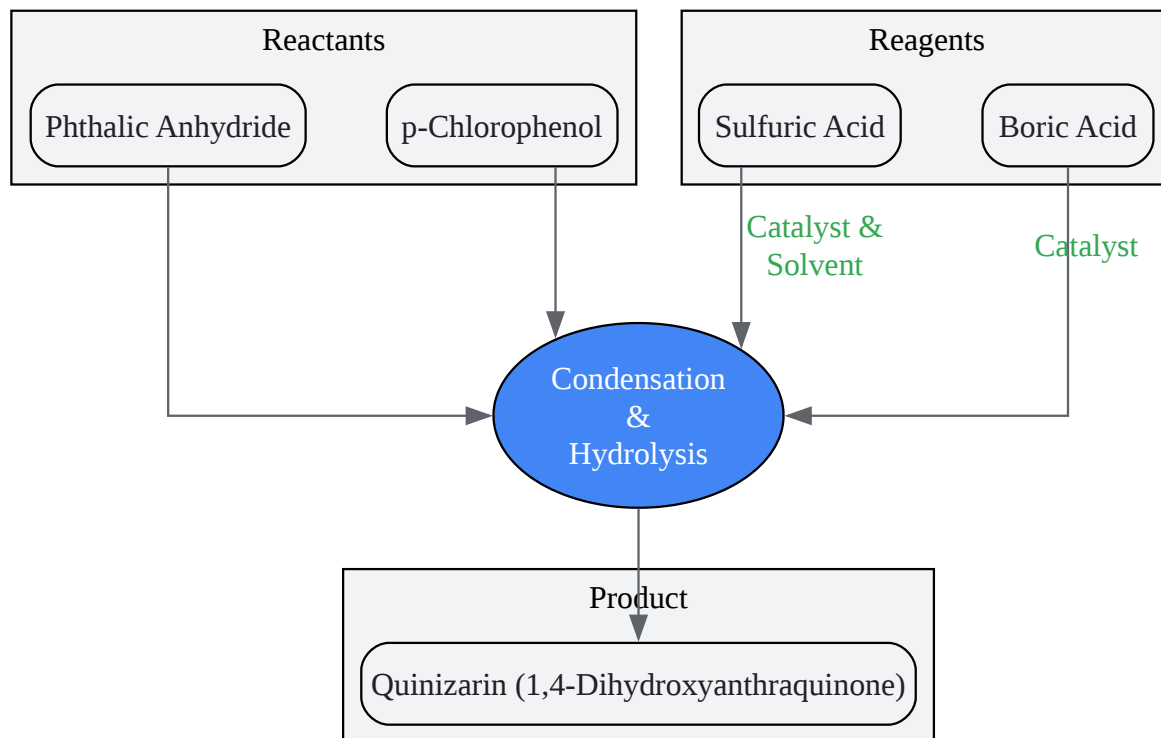 Reactants
Reagents
Phthalic Anhydride
p-Chlorophenol
Sulfuric Acid
Boric Acid
Catalyst &
Solvent
Catalyst
Condensation
&
Hydrolysis
Product
Quinizarin (1,4-Dihydroxyanthraquinone)